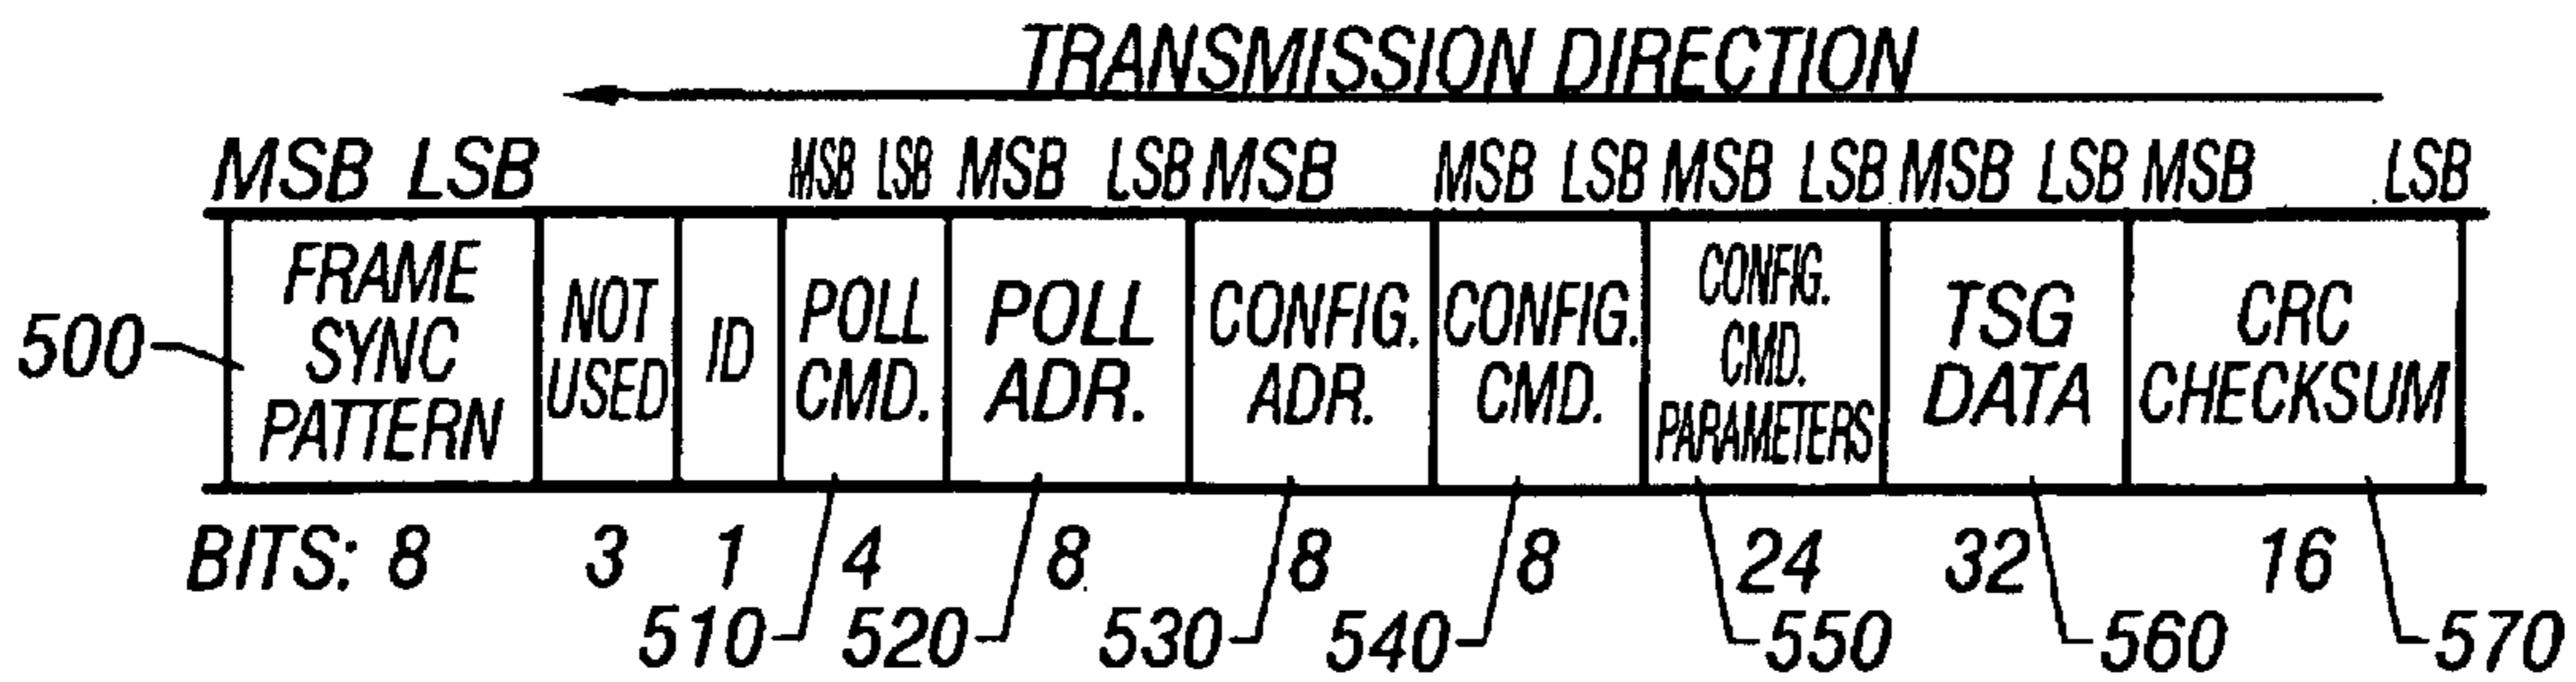 TRANSMISSION DIRECTION
MSB LSB MSB LSB MSB LSB MSB MSB LSB MSB LSB MSB LSB MSB LSB
FRAME SYNC PATTERN
NOT USED
ID
POLL CMD.
POLL ADR.
CONFIG. ADR.
CONFIG. CMD.
CONFIG. CMD. PARAMETERS
TSG DATA
CRC CHECKSUM
500
BITS: 8 3 1 4 8 8 8 24 32 16
510 520 530 540 550 560 570